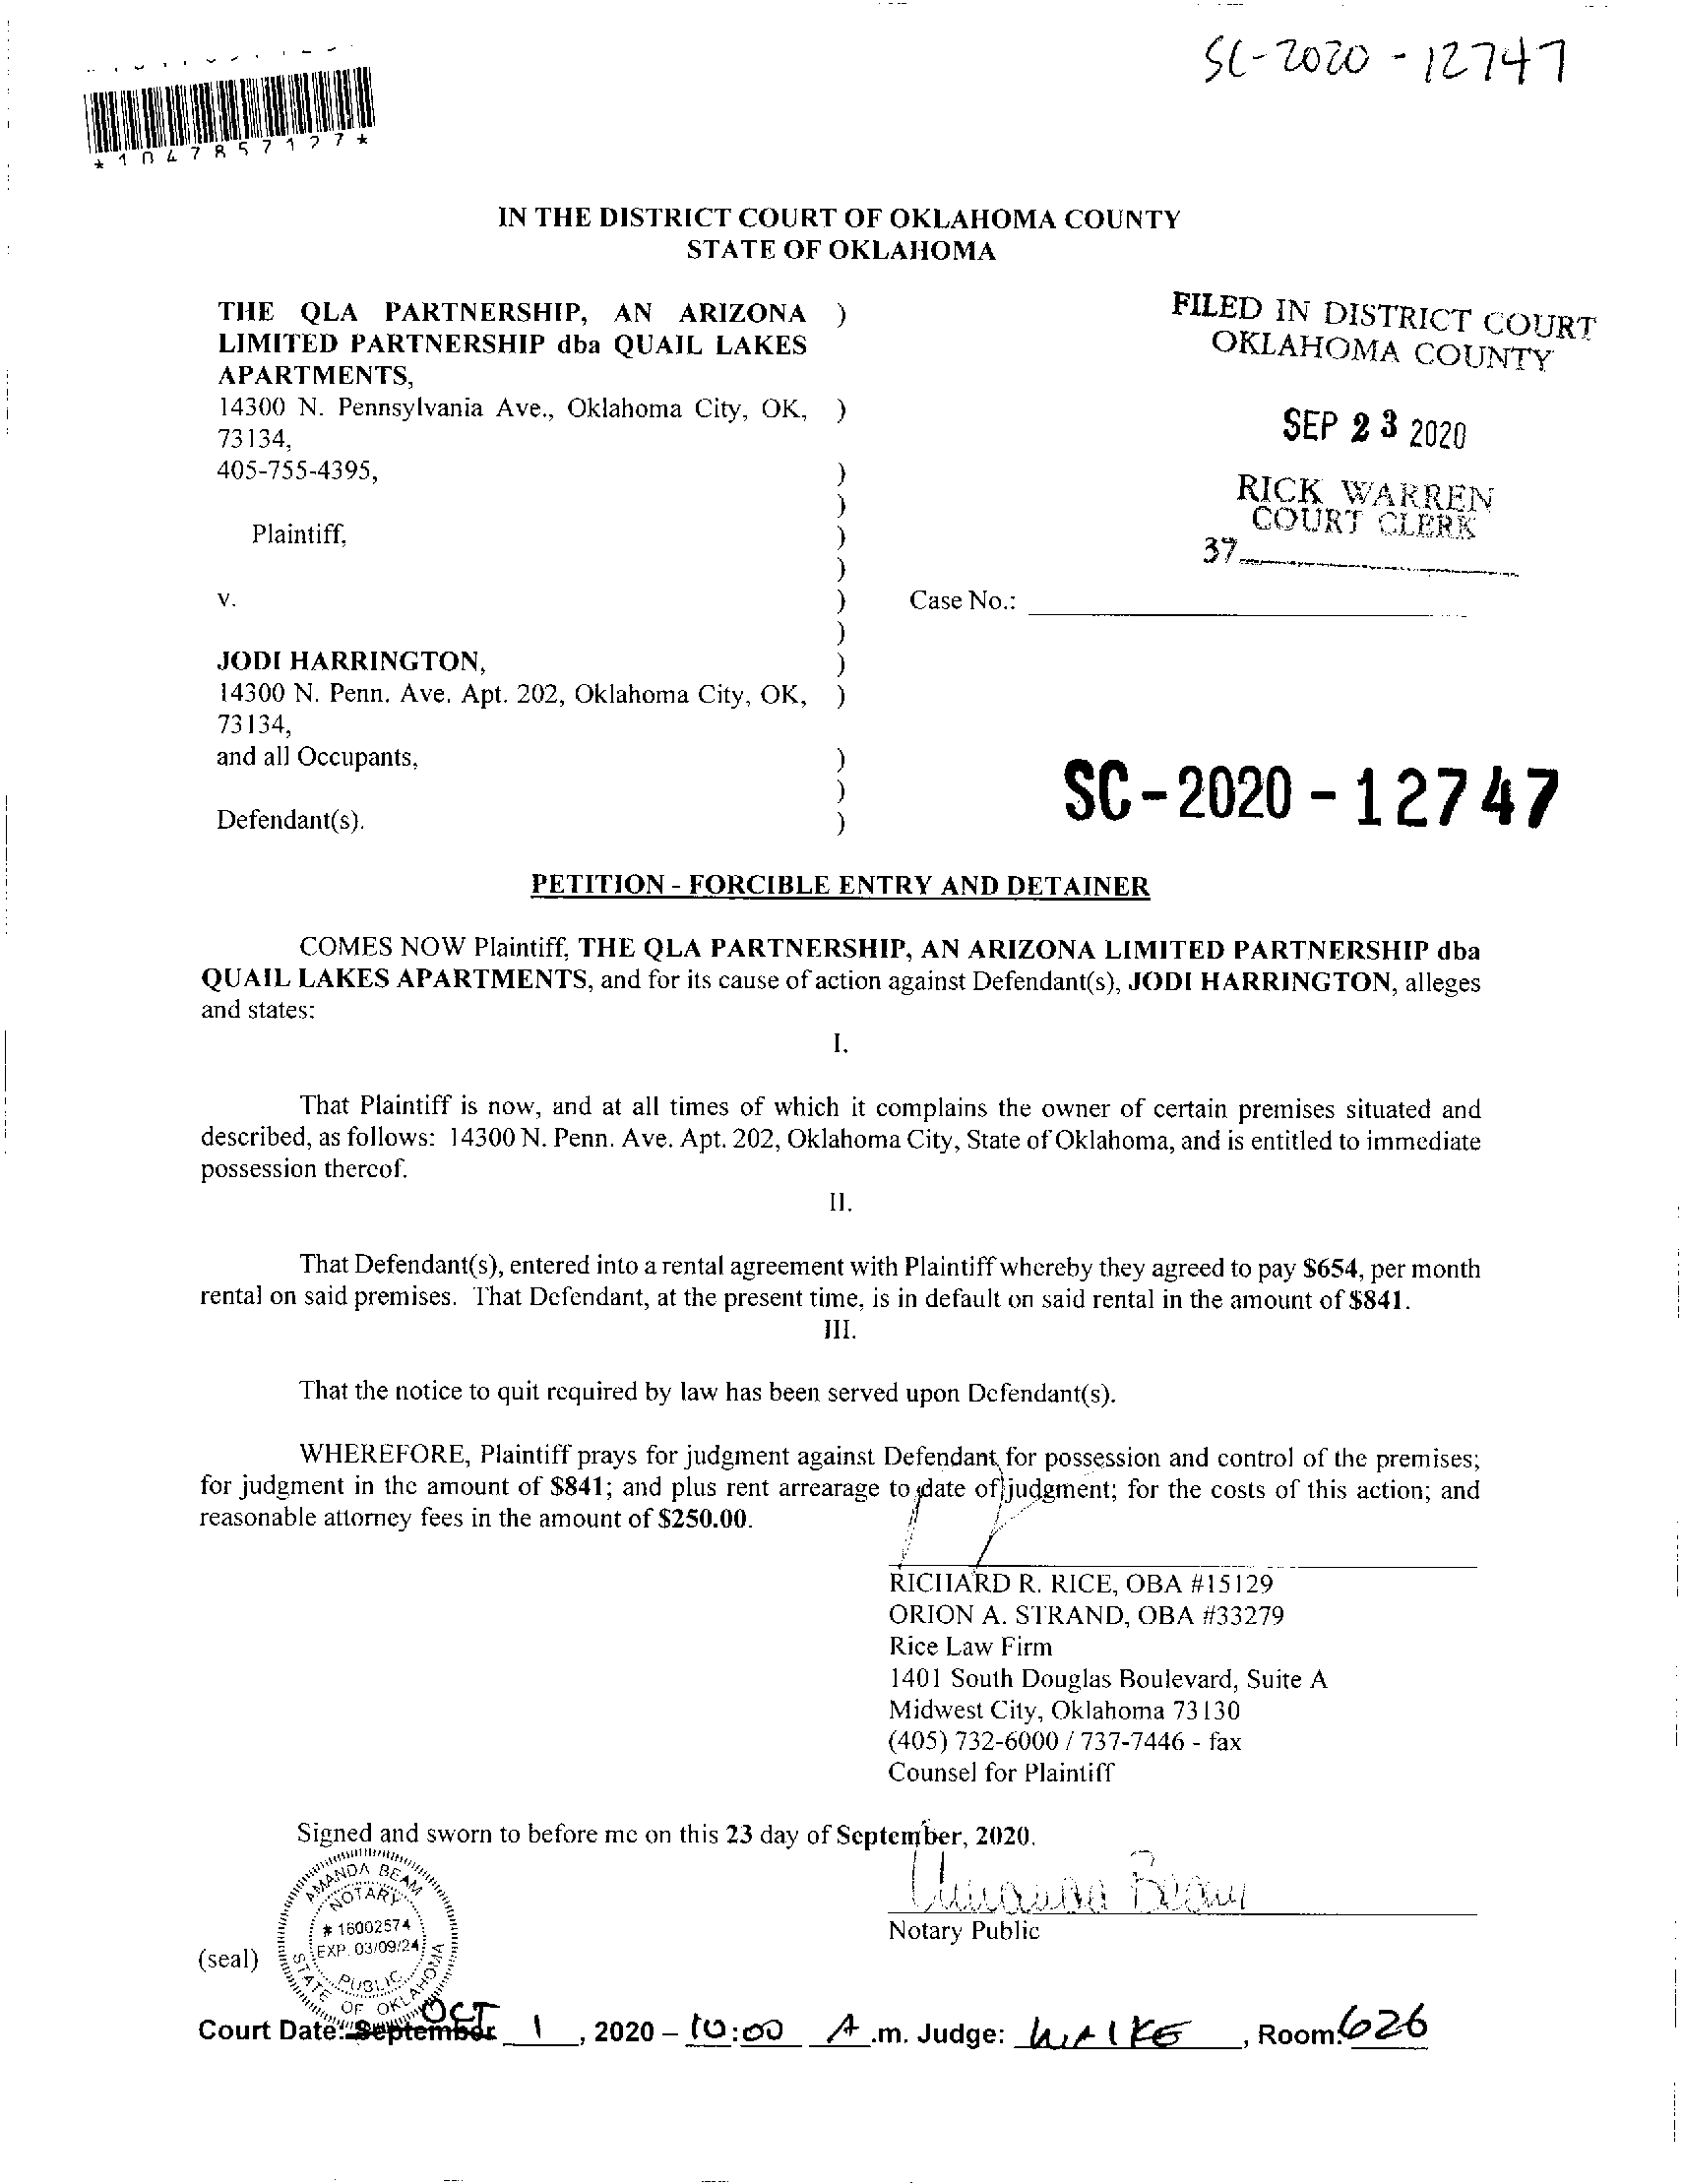 SC-2020-12747
*1047857127*
IN THE DISTRICT COURT OF OKLAHOMA COUNTY
STATE OF OKLAHOMA
THE QLA PARTNERSHIP, AN ARIZONA )
LIMITED PARTNERSHIP dba QUAIL LAKES
APARTMENTS,
14300 N. Pennsylvania Ave., Oklahoma City, OK, )
73134,
405-755-4395, )
)
Plaintiff, )
)
v. )
)
JODI HARRINGTON, )
14300 N. Penn. Ave. Apt. 202, Oklahoma City, OK, )
73134,
and all Occupants, )
)
Defendant(s). )
FILED IN DISTRICT COURT
OKLAHOMA COUNTY
SEP 23 2020
RICK WARREN
COURT CLERK
37
Case No.:
SC-2020-12747
PETITION - FORCIBLE ENTRY AND DETAINER
COMES NOW Plaintiff, THE QLA PARTNERSHIP, AN ARIZONA LIMITED PARTNERSHIP dba
QUAIL LAKES APARTMENTS, and for its cause of action against Defendant(s), JODI HARRINGTON, alleges
and states:
I.
That Plaintiff is now, and at all times of which it complains the owner of certain premises situated and
described, as follows: 14300 N. Penn. Ave. Apt. 202, Oklahoma City, State of Oklahoma, and is entitled to immediate
possession thereof.
II.
That Defendant(s), entered into a rental agreement with Plaintiff whereby they agreed to pay $654, per month
rental on said premises. That Defendant, at the present time, is in default on said rental in the amount of $841.
III.
That the notice to quit required by law has been served upon Defendant(s).
WHEREFORE, Plaintiff prays for judgment against Defendant for possession and control of the premises;
for judgment in the amount of $841; and plus rent arrearage to date of judgment; for the costs of this action; and
reasonable attorney fees in the amount of $250.00.
RICHARD R. RICE, OBA #15129
ORION A. STRAND, OBA #33279
Rice Law Firm
1401 South Douglas Boulevard, Suite A
Midwest City, Oklahoma 73130
(405) 732-6000 / 737-7446 - fax
Counsel for Plaintiff
Signed and sworn to before me on this 23 day of September, 2020.
Amanda Beam
Notary Public
(seal)
AMANDA BEAM
NOTARY
# 16002574
EXP. 03/09/24
PUBLIC
STATE OF OKLAHOMA
OCT
Court Date: September 1, 2020 – 10:00 A.m. Judge: WALKE, Room: 626